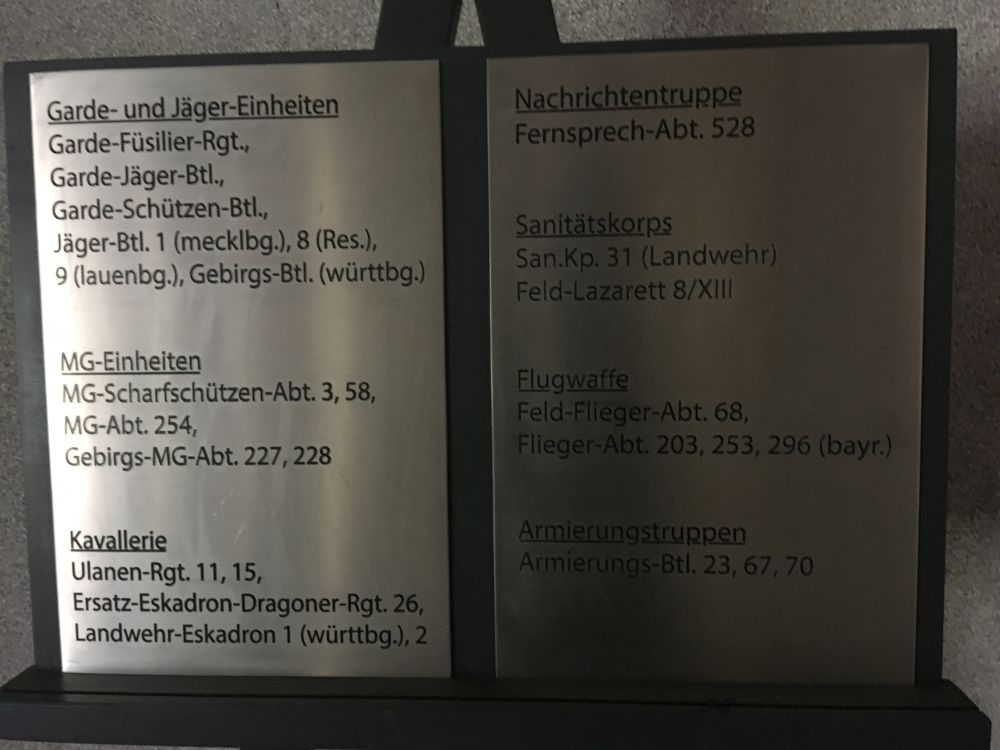 Garde- und Jäger-Einheiten
Garde-Füsilier-Rgt.,
Garde-Jäger-Btl.,
Garde-Schützen-Btl.,
Jäger-Btl. 1 (mecklbg.), 8 (Res.),
9 (lauenbg.), Gebirgs-Btl. (württbg.)
MG-Einheiten
MG-Scharfschützen-Abt. 3, 58,
MG-Abt. 254,
Gebirgs-MG-Abt. 227, 228
Kavallerie
Ulanen-Rgt. 11, 15,
Ersatz-Eskadron-Dragoner-Rgt. 26,
Landwehr-Eskadron 1 (württbg.), 2
Nachrichtentruppe
Fernsprech-Abt. 528
Sanitätskorps
San.Kp. 31 (Landwehr)
Feld-Lazarett 8/XIII
Flugwaffe
Feld-Flieger-Abt. 68,
Flieger-Abt. 203, 253, 296 (bayr.)
Armierungstruppen
Armierungs-Btl. 23, 67, 70